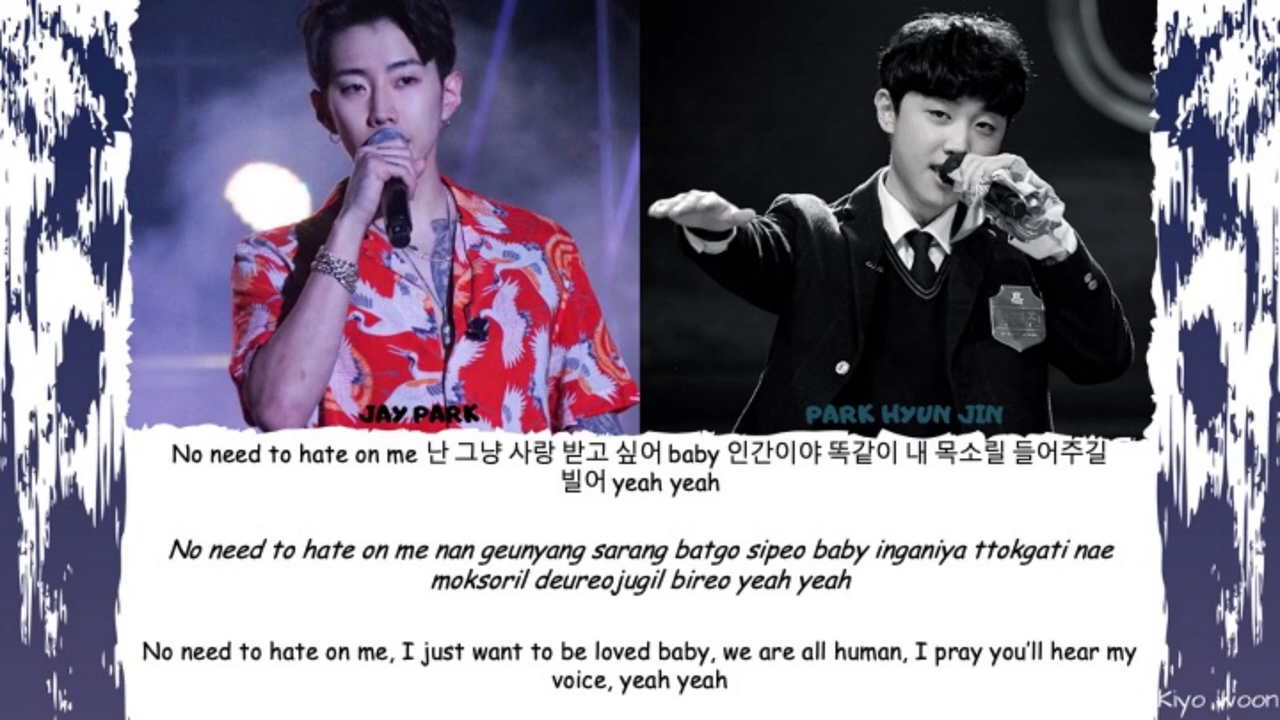 JAY PARK
PARK HYUN JIN
No need to hate on me 난 그냥 사랑 받고 싶어 baby 인간이야 똑같이 내 목소릴 들어주길
빌어 yeah yeah
No need to hate on me nan geunyang sarang batgo sipeo baby inganiya ttokgati nae
moksoril deureojugil bireo yeah yeah
No need to hate on me, I just want to be loved baby, we are all human, I pray you'll hear my
voice, yeah yeah
Kiyo Woon